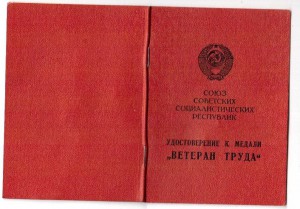 СОЮЗ
СОВЕТСКИХ
СОЦИАЛИСТИЧЕСКИХ
РЕСПУБЛИК
УДОСТОВЕРЕНИЕ К МЕДАЛИ
„ВЕТЕРАН ТРУДА“